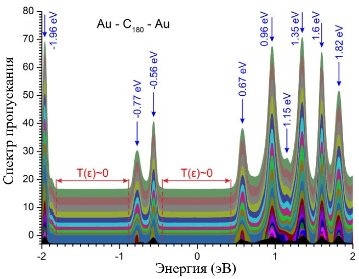 Au - C180 - Au
-1.96 eV
-0.77 eV
-0.56 eV
0.67 eV
0.96 eV
1.15 eV
1.35 eV
1.6 eV
1.82 eV
T(ε)~0
T(ε)~0
Спектр пропускания
80
70
60
50
40
30
20
10
0
-2
-1
0
1
2
Энергия (эВ)